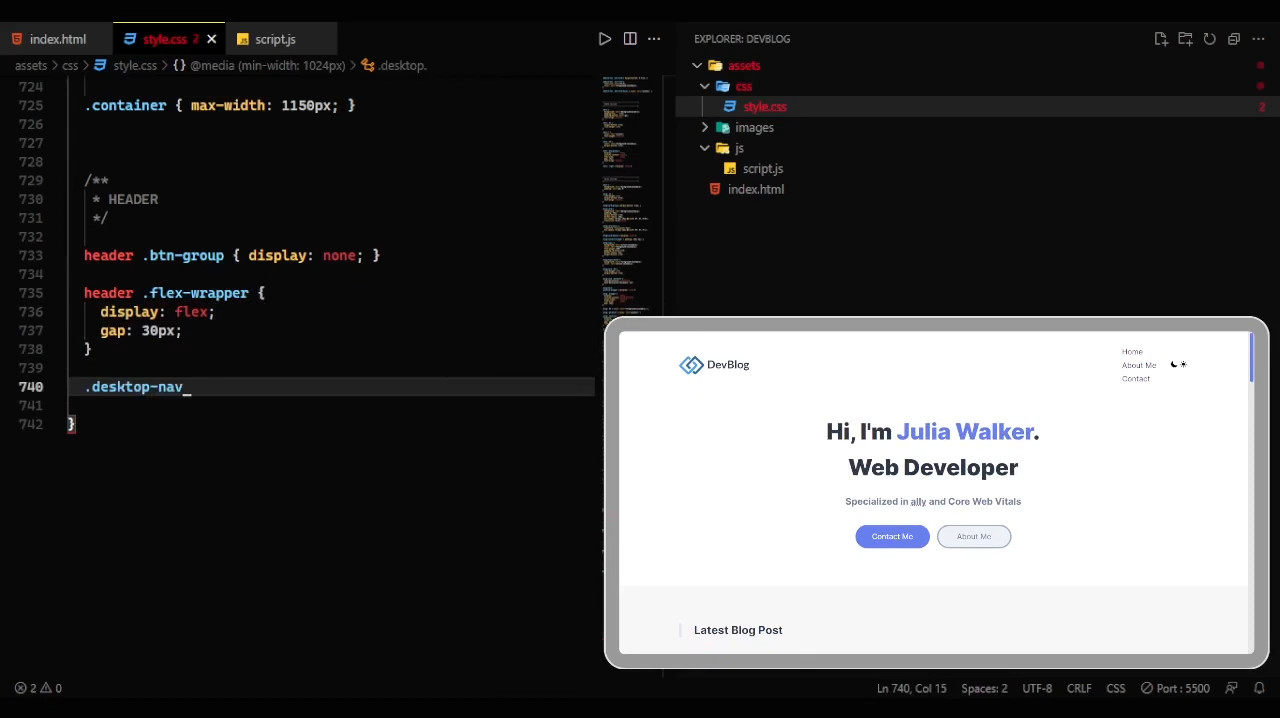 index.html
style.css 2
script.js
assets > css > style.css > {} @media (min-width: 1024px) > .desktop.
724
725 .container { max-width: 1150px; }
726
727
728
729 /**
730 * HEADER
731 */
732
733 header .btn-group { display: none; }
734
735 header .flex-wrapper {
736 display: flex;
737 gap: 30px;
738 }
739
740 .desktop-nav_
741
742 }
EXPLORER: DEVBLOG
assets
css
style.css 2
images
js
script.js
index.html
DevBlog
Home
About Me
Contact
Hi, I'm Julia Walker.
Web Developer
Specialized in ally and Core Web Vitals
Contact Me
About Me
Latest Blog Post
2 0
Ln 740, Col 15
Spaces: 2
UTF-8
CRLF
CSS
Port : 5500